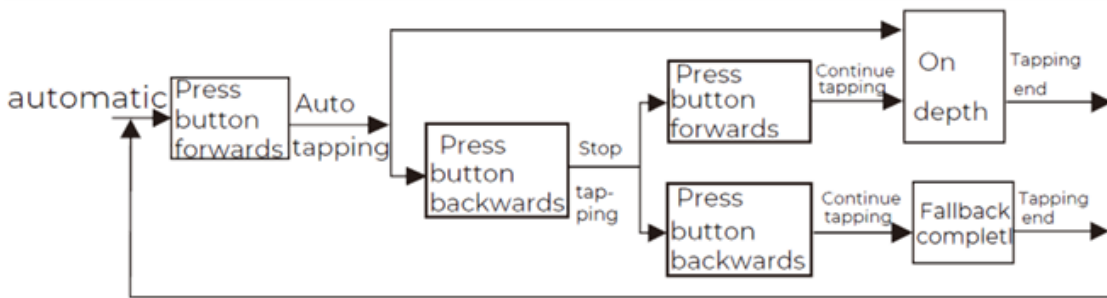 automatic
Press
button
forwards
Auto
tapping
Press
button
backwards
Stop
tap-
ping
Press
button
forwards
Continue
tapping
On
depth
Tapping
end
Press
button
backwards
Continue
tapping
Fallback
completl
Tapping
end